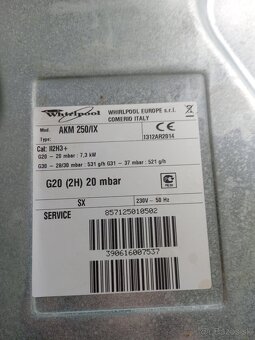 Whirlpool
WHIRLPOOL EUROPE s.r.l.
COMERIO ITALY
Mod. AKM 250/IX
Type:
CE
1312AR2014
Cat: II2H3+
G20 - 20 mbar : 7,3 kW
G30 - 28/30 mbar : 531 g/h G31 - 37 mbar : 521 g/h
G20 (2H) 20 mbar
SX
230V - 50 Hz
SERVICE
857125010502
390616007537